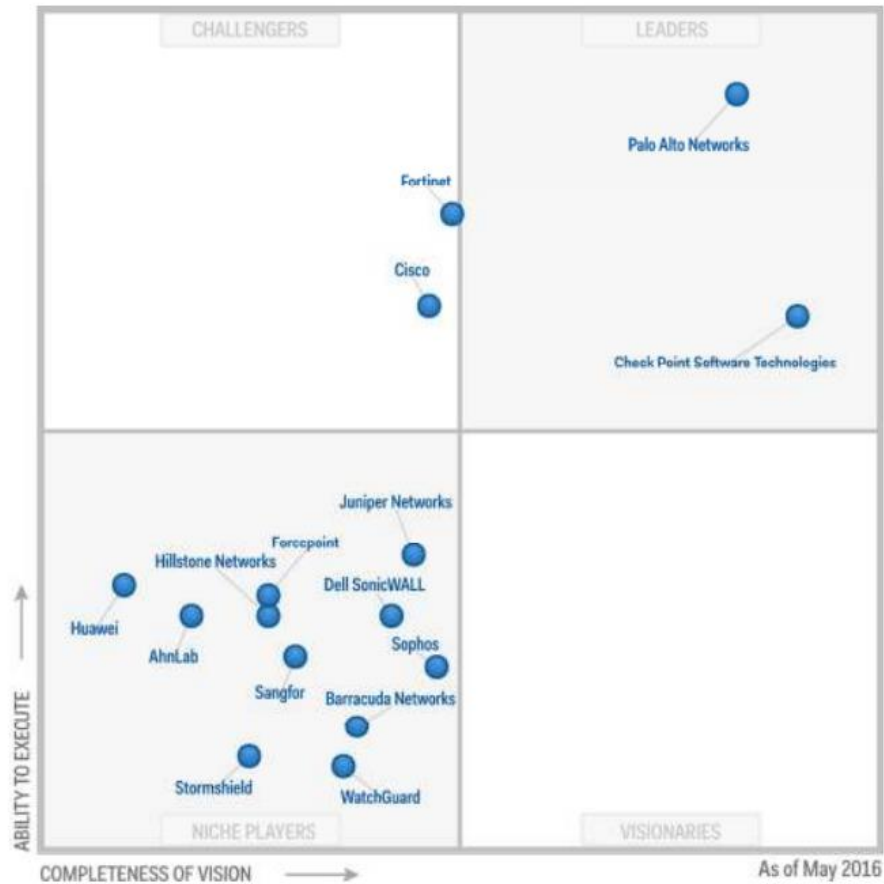 CHALLENGERS
LEADERS
Palo Alto Networks
Fortinet
Cisco
Check Point Software Technologies
Juniper Networks
Forcepoint
Hillstone Networks
Dell SonicWALL
Huawei
Sophos
AhnLab
Sangfor
Barracuda Networks
Stormshield
WatchGuard
NICHE PLAYERS
VISIONARIES
ABILITY TO EXECUTE
COMPLETENESS OF VISION
As of May 2016